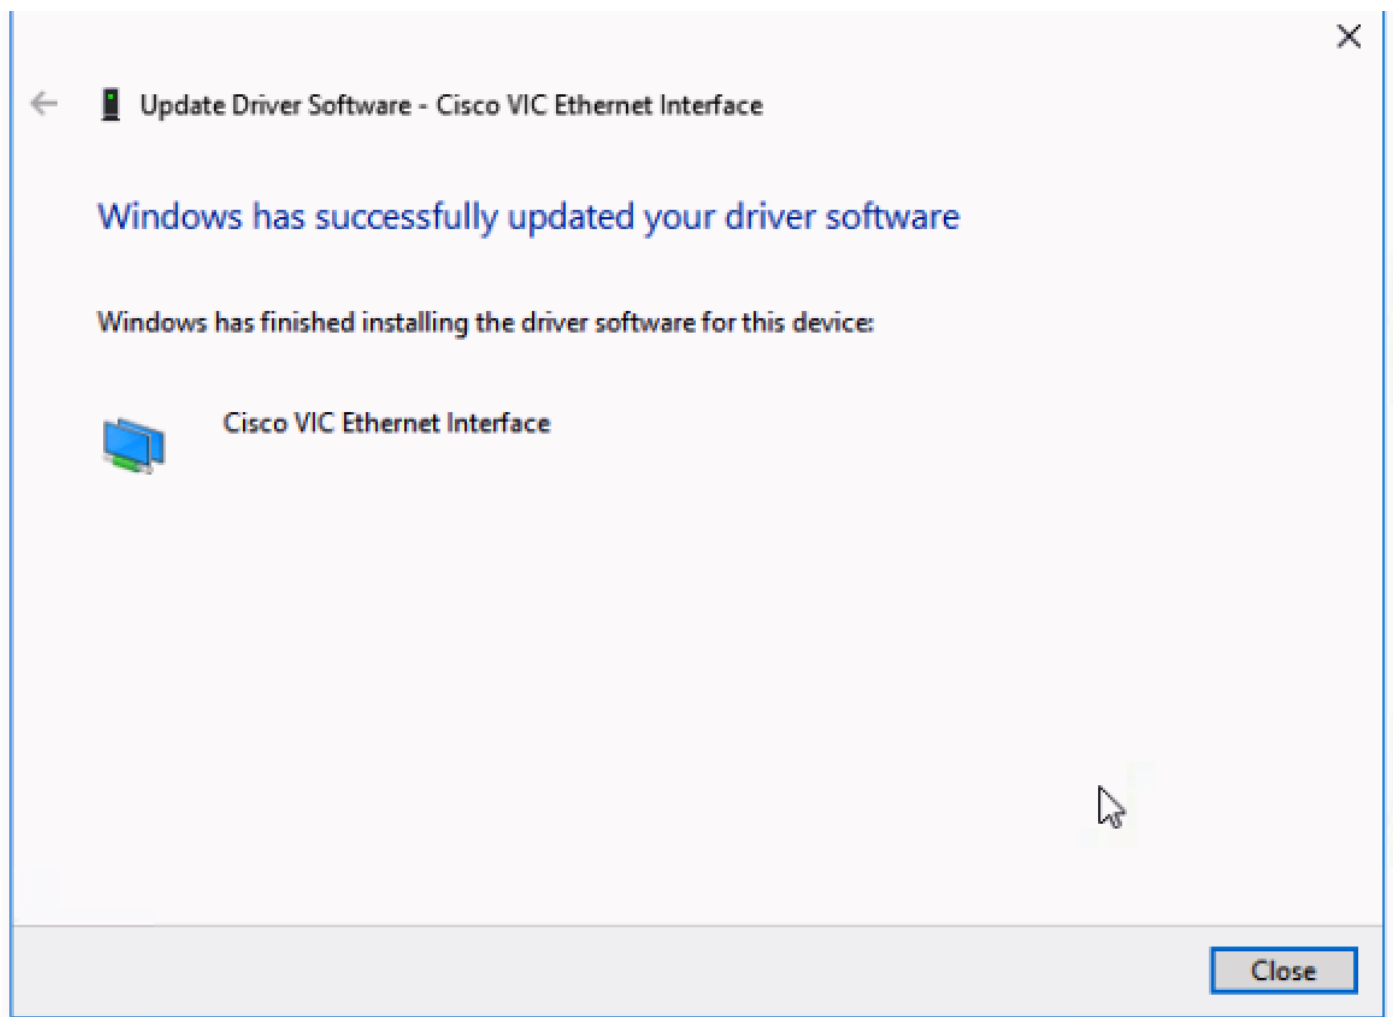 Update Driver Software - Cisco VIC Ethernet Interface
Windows has successfully updated your driver software
Windows has finished installing the driver software for this device:
Cisco VIC Ethernet Interface
Close